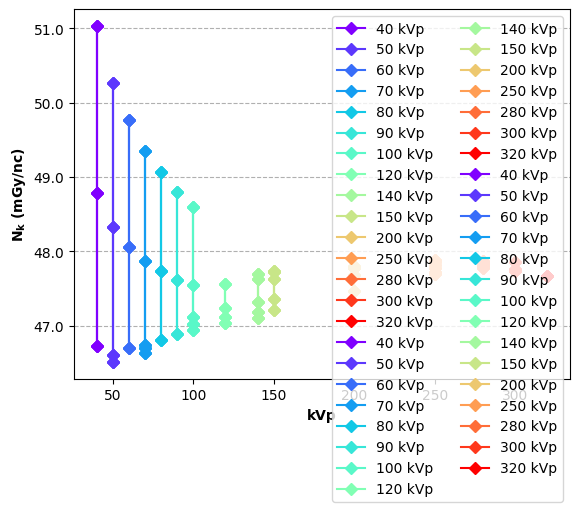 51.0
50.0
49.0
48.0
47.0
N_k (mGy/nc)
50
100
150
200
250
300
kVp
40 kVp
50 kVp
60 kVp
70 kVp
80 kVp
90 kVp
100 kVp
120 kVp
140 kVp
150 kVp
200 kVp
250 kVp
280 kVp
300 kVp
320 kVp
40 kVp
50 kVp
60 kVp
70 kVp
80 kVp
90 kVp
100 kVp
120 kVp
140 kVp
150 kVp
200 kVp
250 kVp
280 kVp
300 kVp
320 kVp
40 kVp
50 kVp
60 kVp
70 kVp
80 kVp
90 kVp
100 kVp
120 kVp
140 kVp
150 kVp
200 kVp
250 kVp
280 kVp
300 kVp
320 kVp